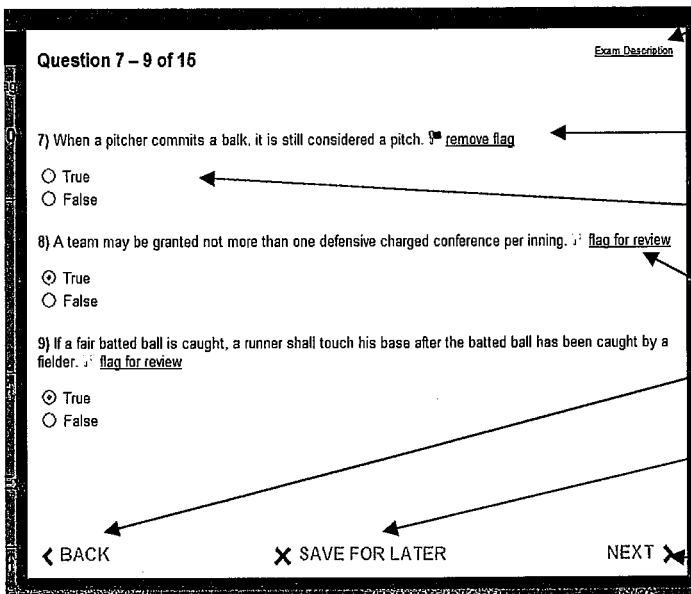 Question 7 – 9 of 15
Exam Description
7) When a pitcher commits a balk, it is still considered a pitch. remove flag
True
False
8) A team may be granted not more than one defensive charged conference per inning. flag for review
True
False
9) If a fair batted ball is caught, a runner shall touch his base after the batted ball has been caught by a
fielder. flag for review
True
False
BACK
SAVE FOR LATER
NEXT